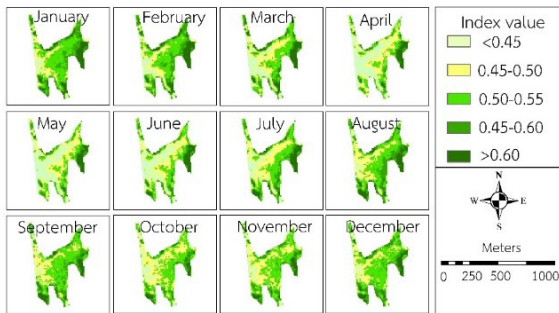 January
February
March
April
May
June
July
August
September
October
November
December
Index value
<0.45
0.45-0.50
0.50-0.55
0.45-0.60
>0.60
N
W E
S
Meters
0 250 500 1000